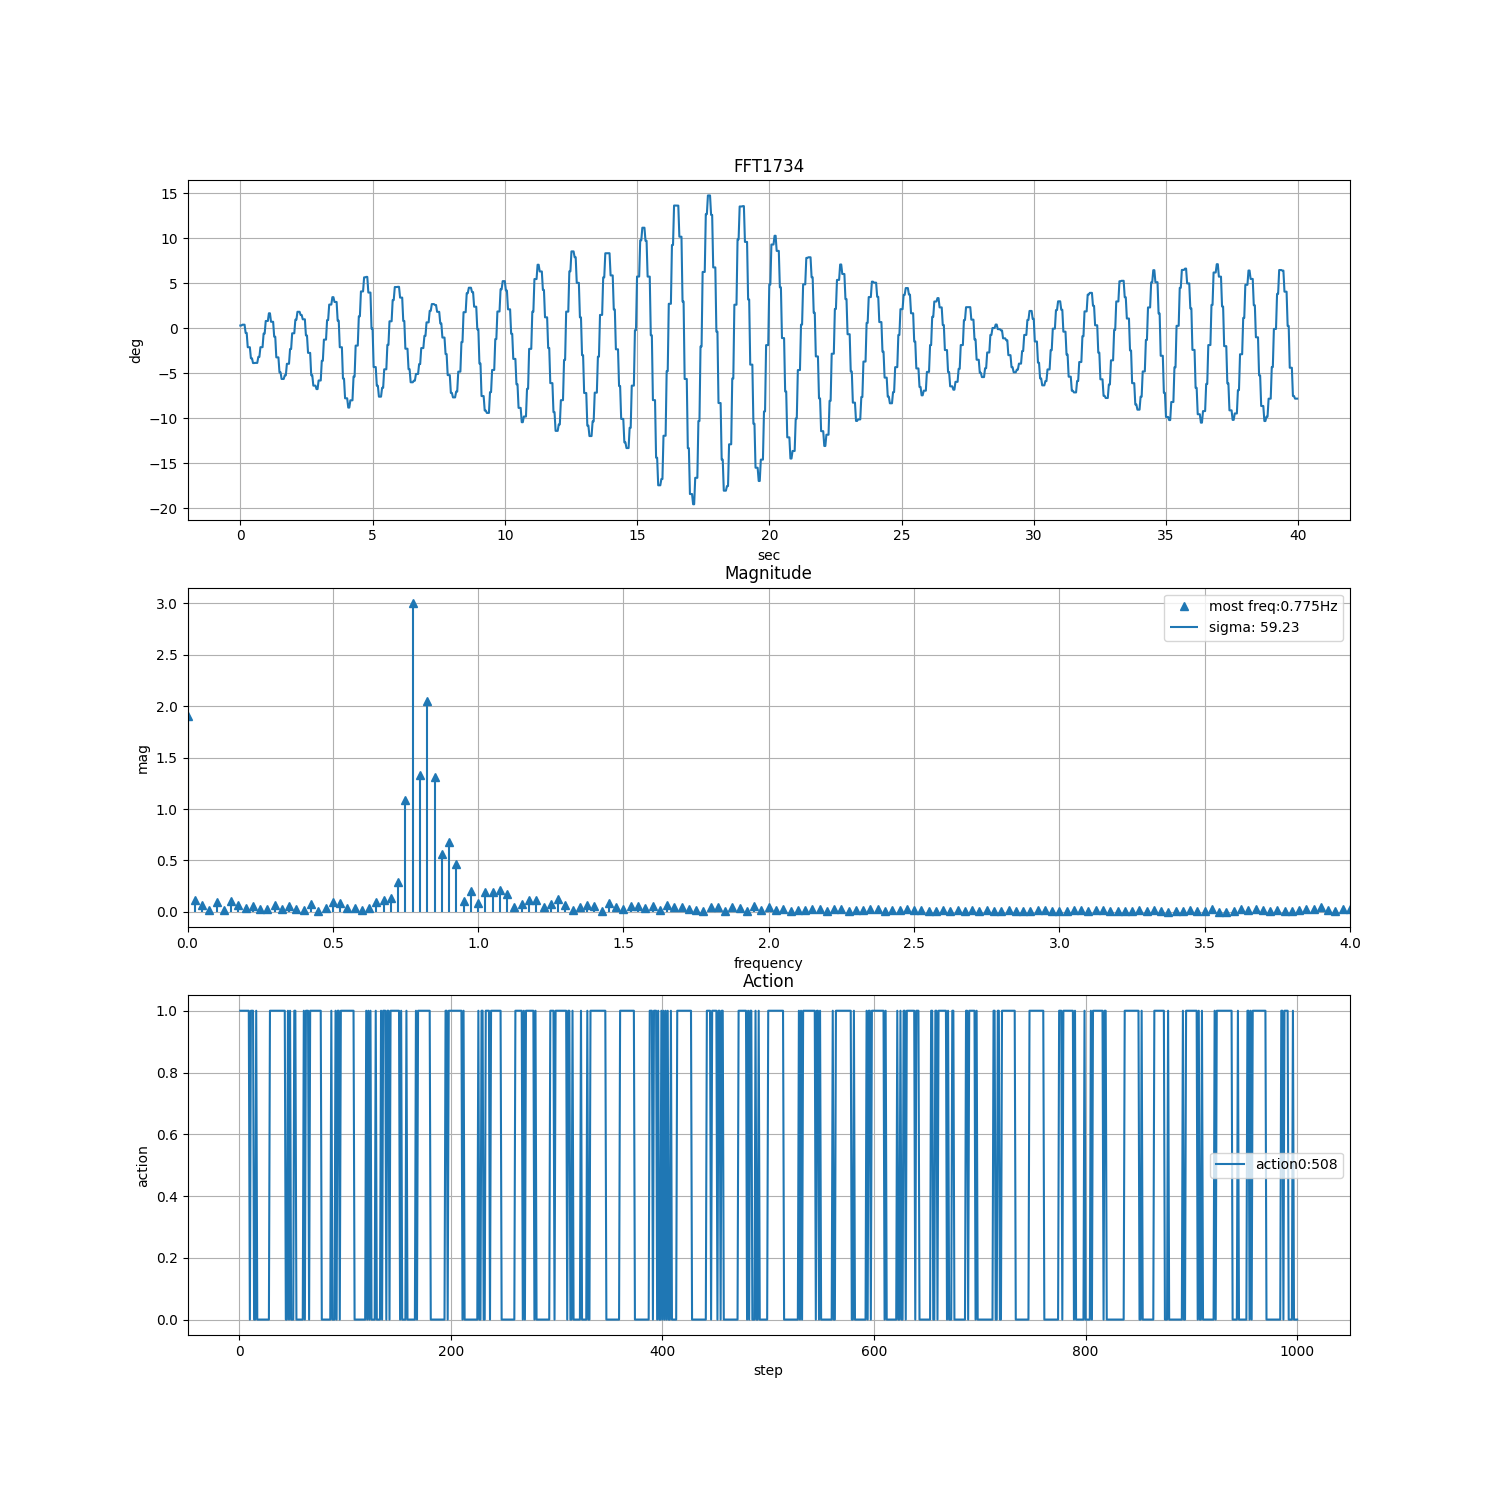 FFT1734
15
10
5
0
−5
−10
−15
−20
deg
0 5 10 15 20 25 30 35 40
sec
Magnitude
3.0
2.5
2.0
1.5
1.0
0.5
0.0
mag
most freq:0.775Hz
sigma: 59.23
0.0 0.5 1.0 1.5 2.0 2.5 3.0 3.5 4.0
frequency
Action
1.0
0.8
0.6
0.4
0.2
0.0
action
action0:508
0 200 400 600 800 1000
step